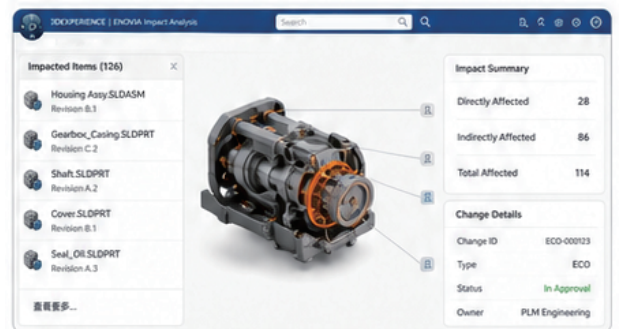 3DEXPERIENCE | ENOVIA Impact Analysis
Search
Impacted Items (126)
Housing Assy.SLDASM
Revision B.1
Gearbox_Casing.SLDPRT
Revision C.2
Shaft.SLDPRT
Revision A.2
Cover.SLDPRT
Revision B.1
Seal_Oil.SLDPRT
Revision A.3
Impact Summary
Directly Affected 28
Indirectly Affected 86
Total Affected 114
Change Details
Change ID ECO-000123
Type ECO
Status In Approval
Owner PLM Engineering